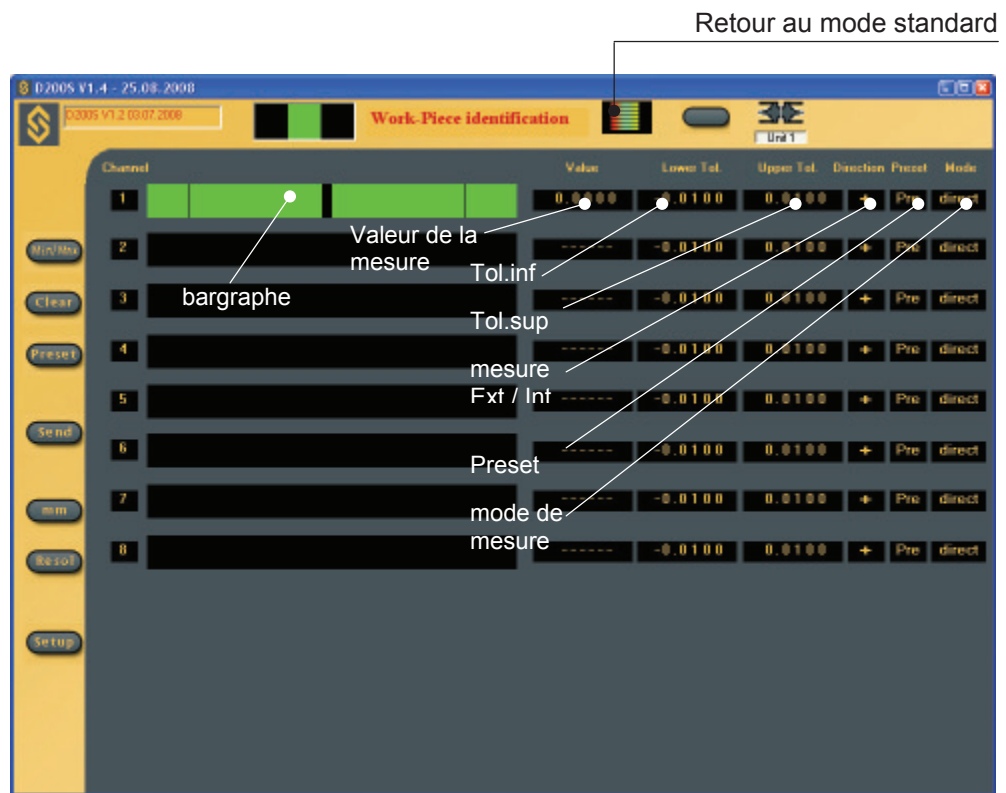 Retour au mode standard
D200S V1.4 - 25.08.2008
D200S V1.2 03.07.2008
Work-Piece identification
Unit 1
Channel Value Lower Tol. Upper Tol. Direction Preset Mode
1 0.0000 -0.0100 0.0100 + Pre direct
Valeur de la
mesure
Min/Max 2 ------ -0.0100 0.0100 + Pre direct
Tol.inf
bargraphe
Clear 3 ------ -0.0100 0.0100 + Pre direct
Tol.sup
Preset 4 ------ -0.0100 0.0100 + Pre direct
mesure
Ext / Int
5 ------ -0.0100 0.0100 + Pre direct
Send
6 ------ -0.0100 0.0100 + Pre direct
Preset
mm 7 ------ -0.0100 0.0100 + Pre direct
mode de
mesure
Resol 8 ------ -0.0100 0.0100 + Pre direct
Setup